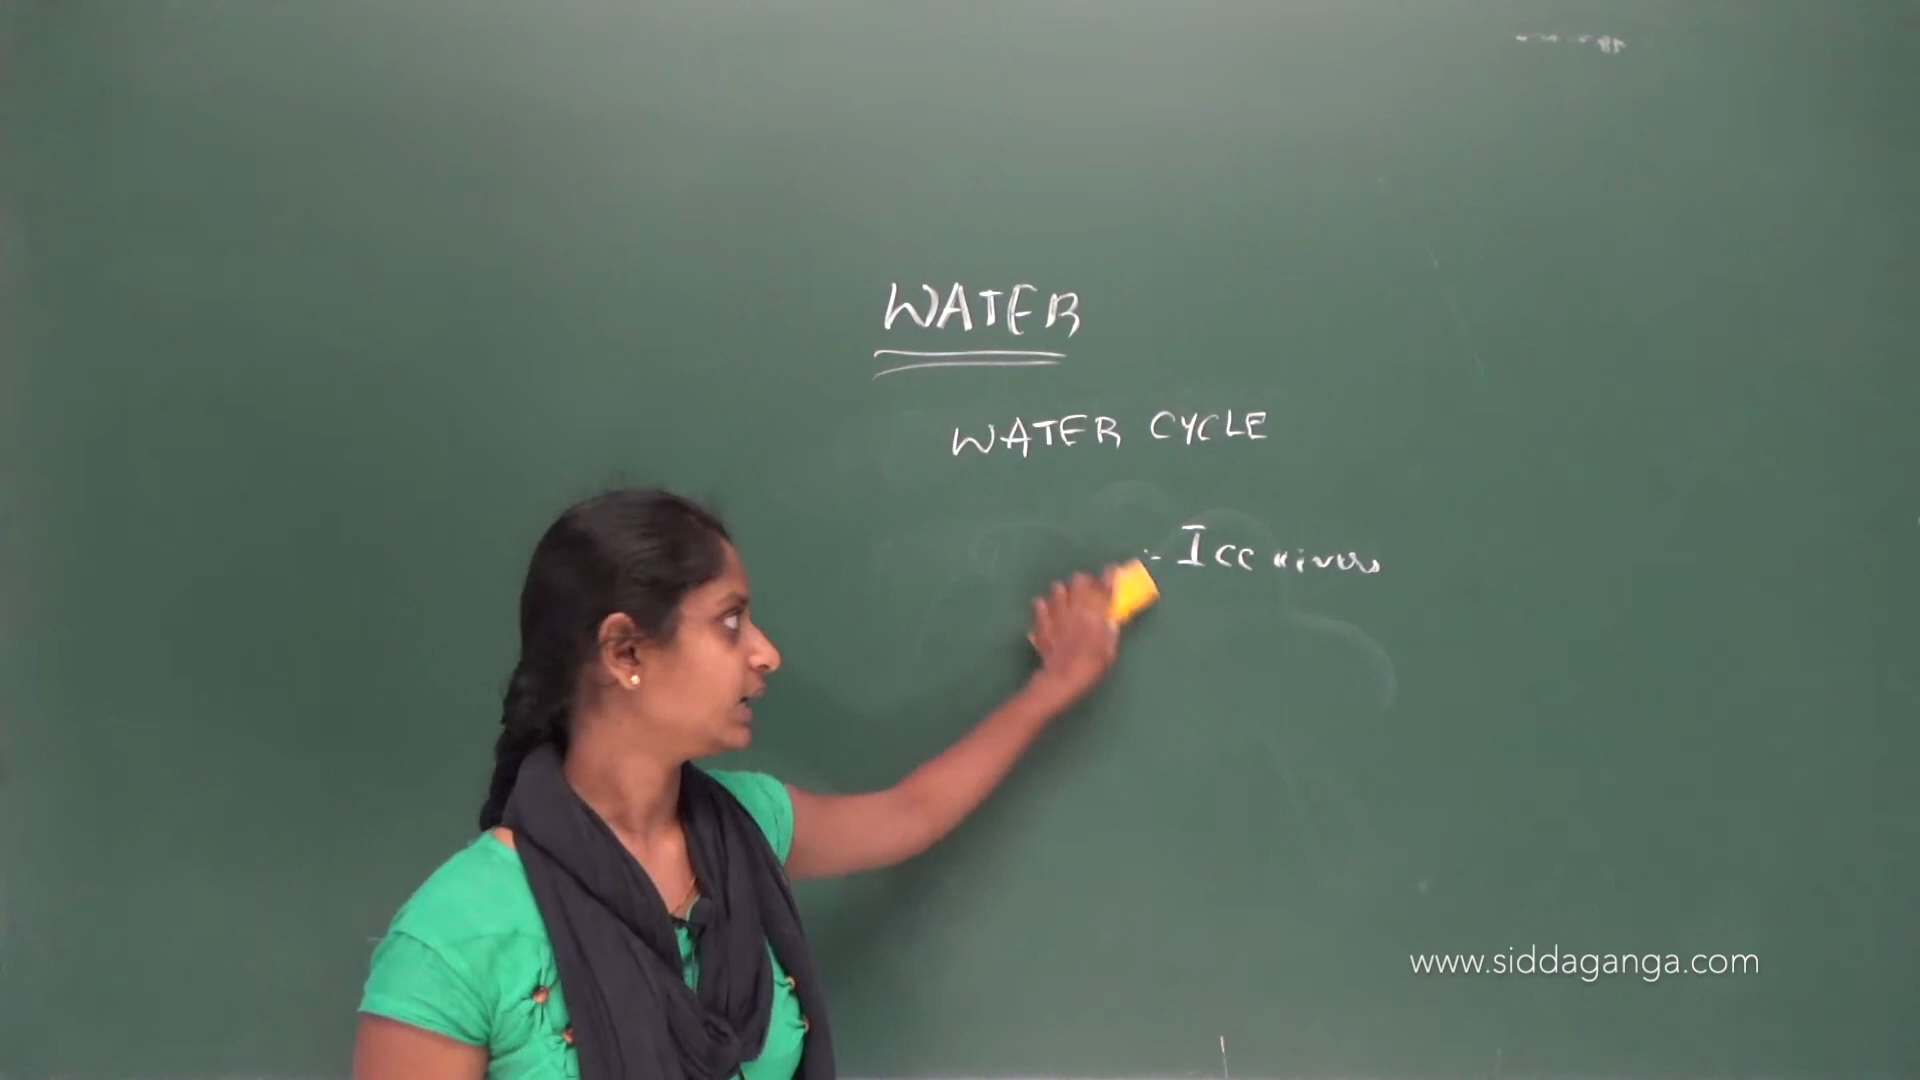 WATER
WATER CYCLE
:- Ice rivers
www.siddaganga.com